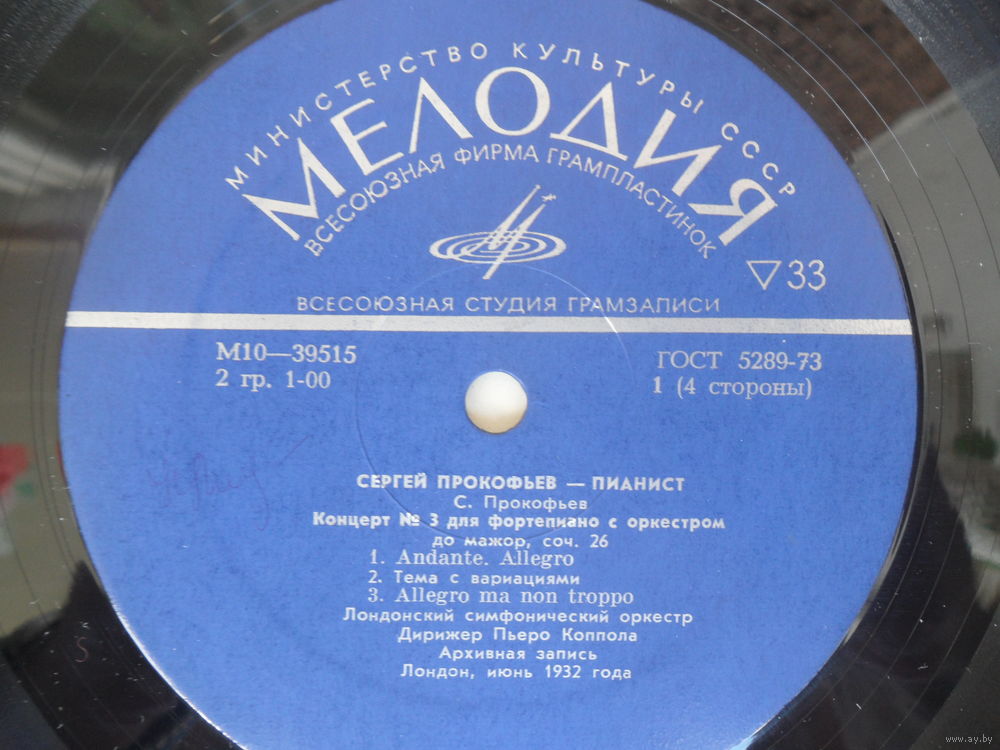 МИНИСТЕРСТВО КУЛЬТУРЫ СССР
МЕЛОДИЯ
ВСЕСОЮЗНАЯ ФИРМА ГРАМПЛАСТИНОК
▽33
ВСЕСОЮЗНАЯ СТУДИЯ ГРАМЗАПИСИ
М10—39515
ГОСТ 5289-73
2 гр. 1-00
1 (4 стороны)
СЕРГЕЙ ПРОКОФЬЕВ — ПИАНИСТ
С. Прокофьев
Концерт № 3 для фортепиано с оркестром
до мажор, соч. 26
1. Andante. Allegro
2. Тема с вариациями
3. Allegro ma non troppo
Лондонский симфонический оркестр
Дирижер Пьеро Коппола
Архивная запись
Лондон, июнь 1932 года
www.ay.by